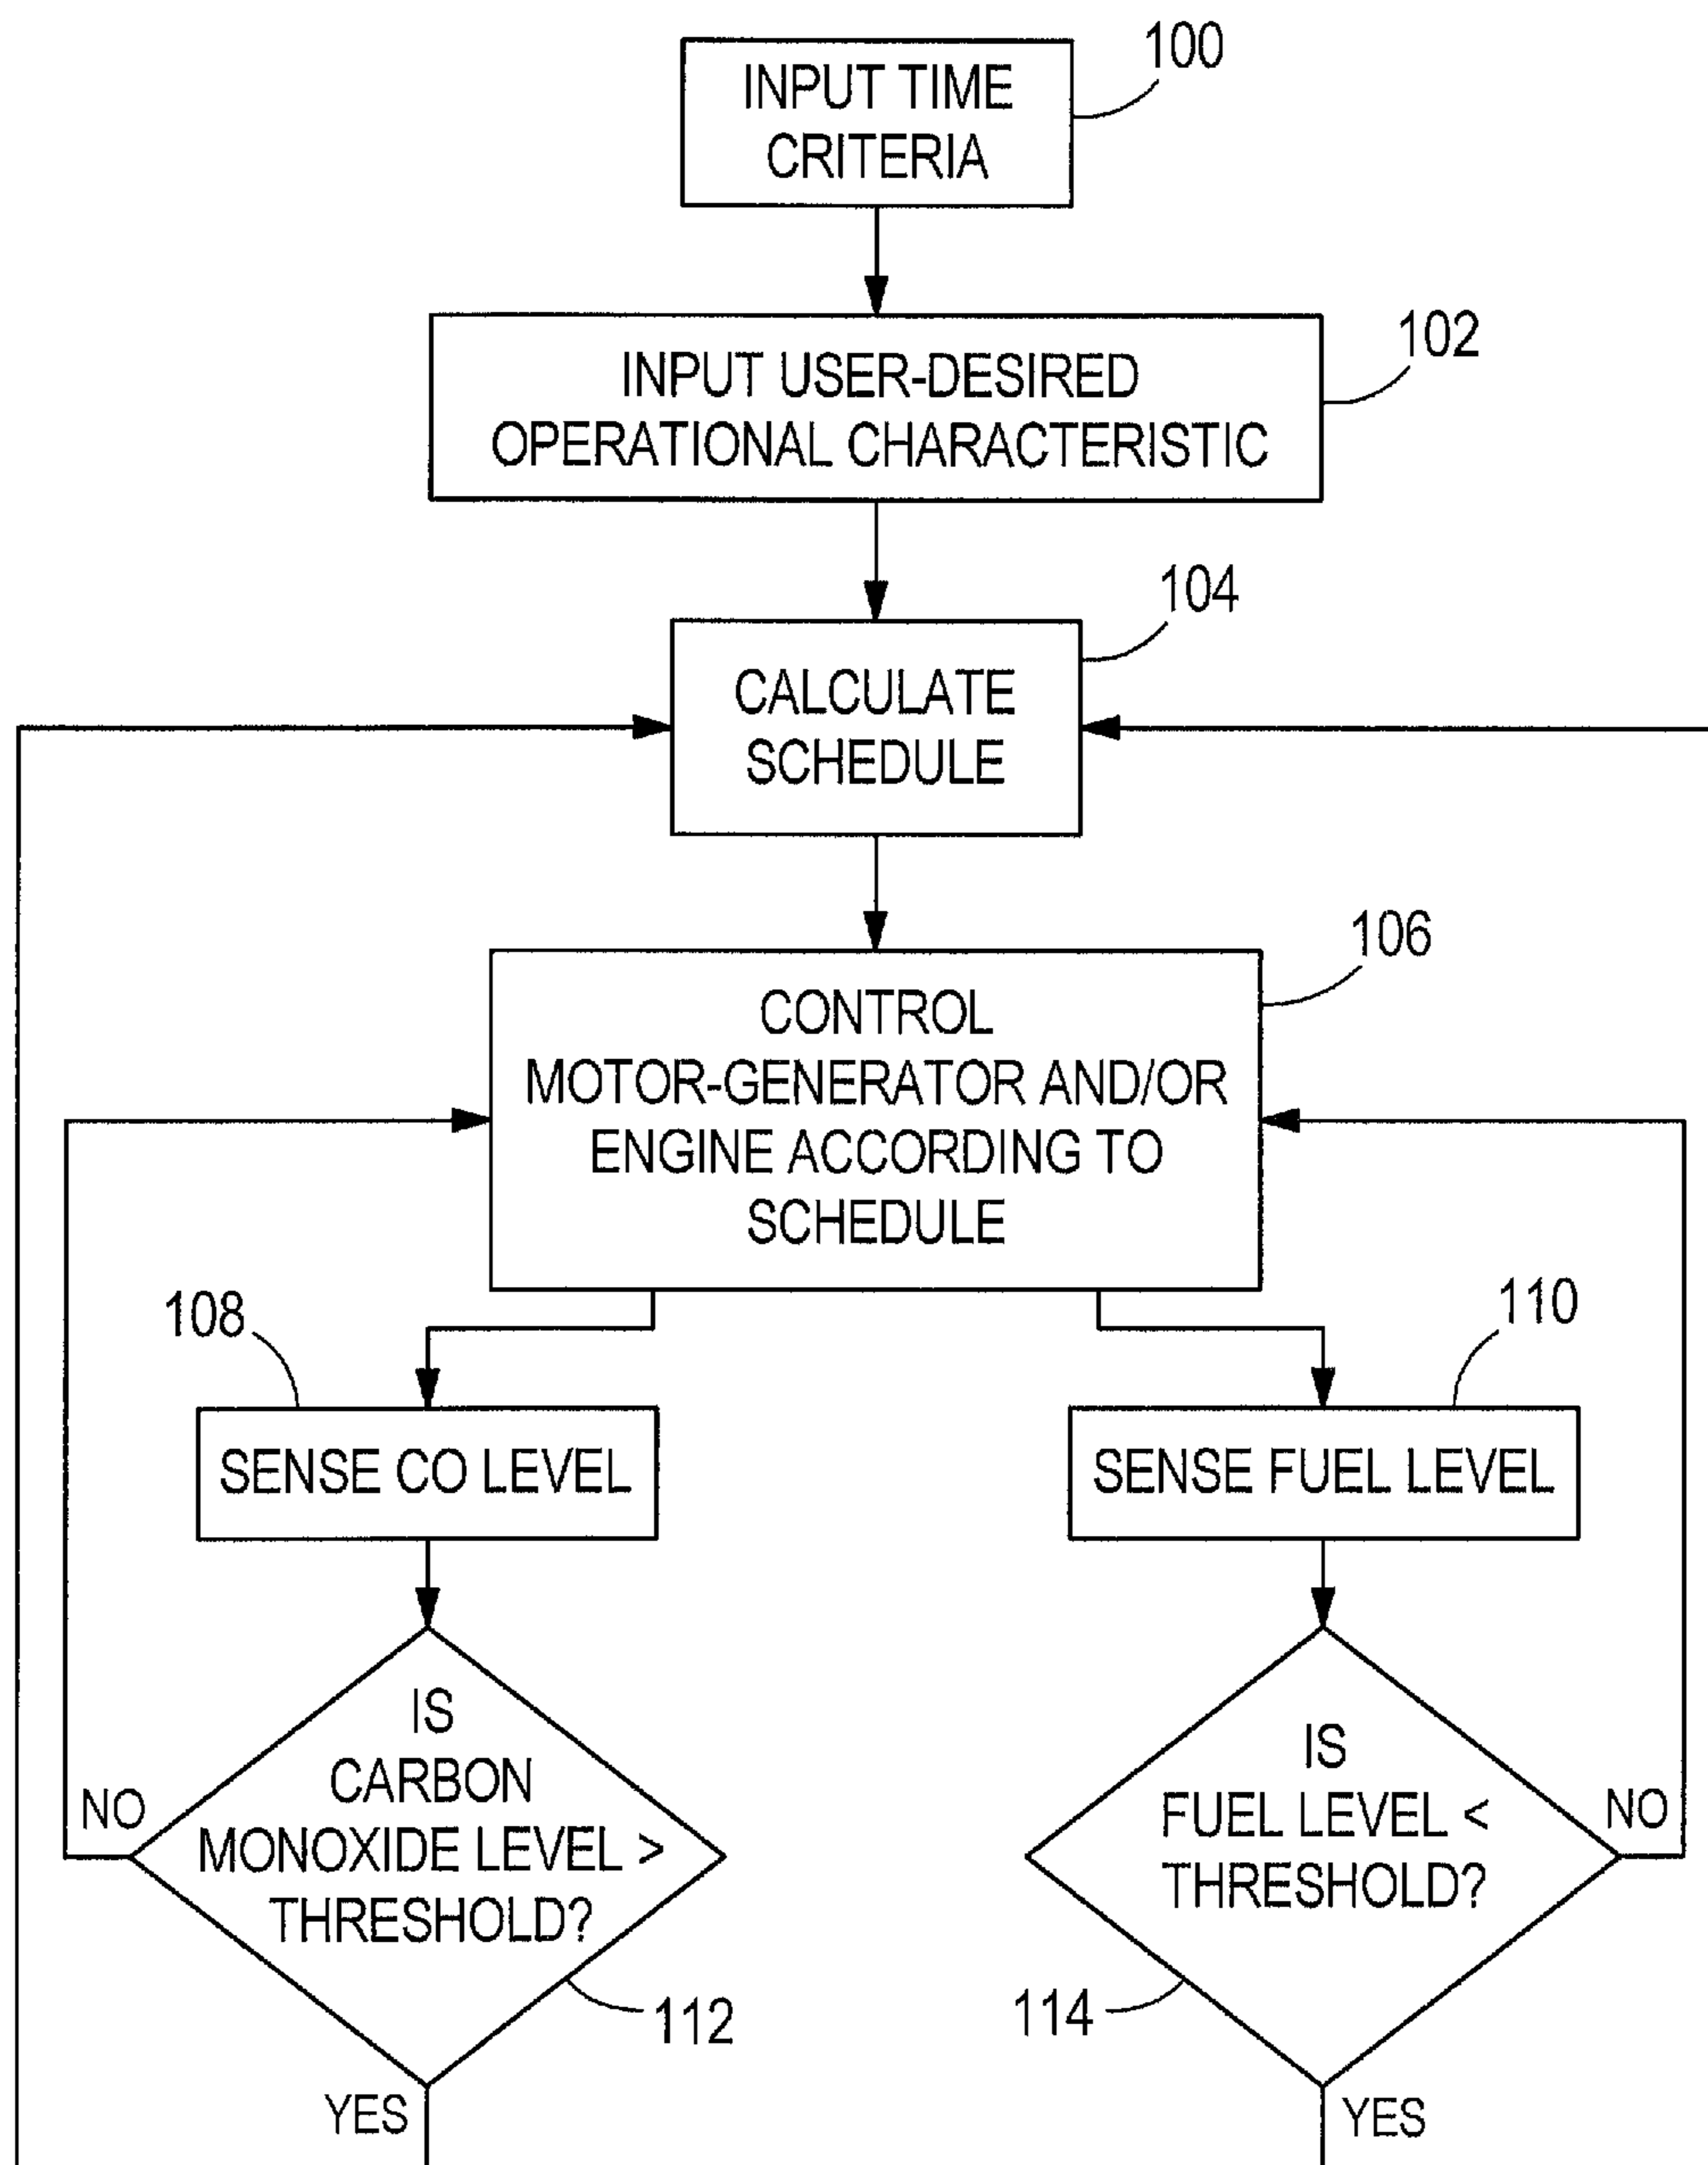 100
INPUT TIME
CRITERIA
102
INPUT USER-DESIRED
OPERATIONAL CHARACTERISTIC
104
CALCULATE
SCHEDULE
106
CONTROL
MOTOR-GENERATOR AND/OR
ENGINE ACCORDING TO
SCHEDULE
108
110
SENSE CO LEVEL
SENSE FUEL LEVEL
IS
CARBON
MONOXIDE LEVEL >
THRESHOLD?
NO
112
YES
IS
FUEL LEVEL <
THRESHOLD?
NO
114
YES